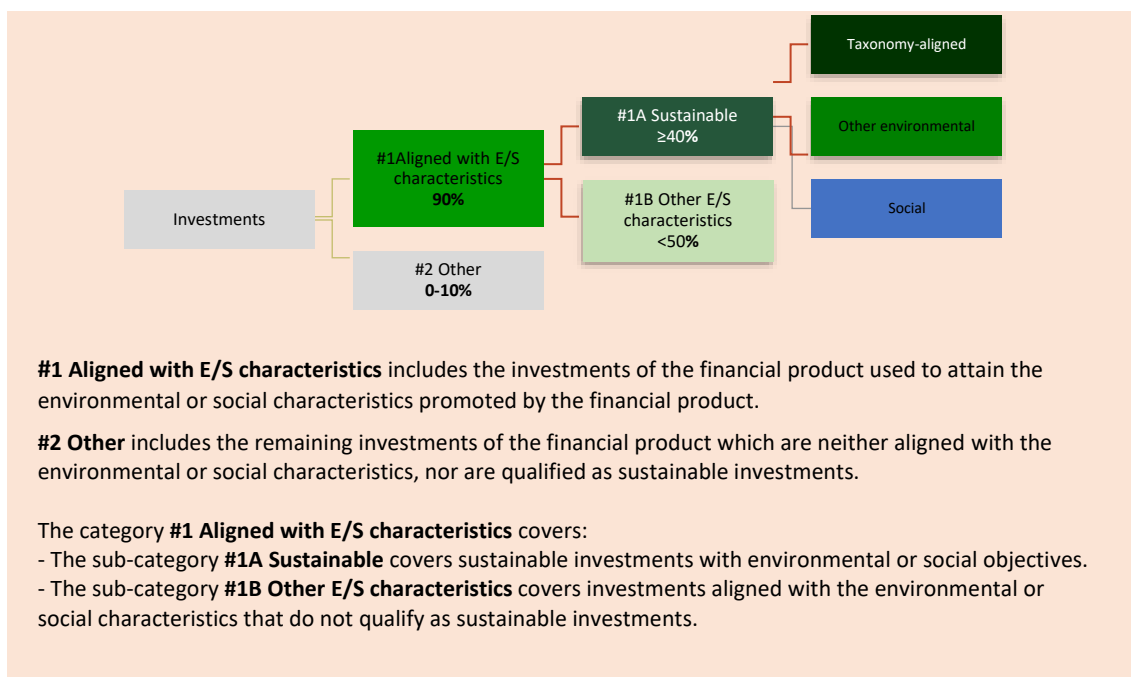 Investments
#1Aligned with E/S
characteristics
90%
#2 Other
0-10%
#1A Sustainable
≥40%
#1B Other E/S
characteristics
<50%
Taxonomy-aligned
Other environmental
Social
#1 Aligned with E/S characteristics includes the investments of the financial product used to attain the
environmental or social characteristics promoted by the financial product.
#2 Other includes the remaining investments of the financial product which are neither aligned with the
environmental or social characteristics, nor are qualified as sustainable investments.
The category #1 Aligned with E/S characteristics covers:
- The sub-category #1A Sustainable covers sustainable investments with environmental or social objectives.
- The sub-category #1B Other E/S characteristics covers investments aligned with the environmental or
social characteristics that do not qualify as sustainable investments.